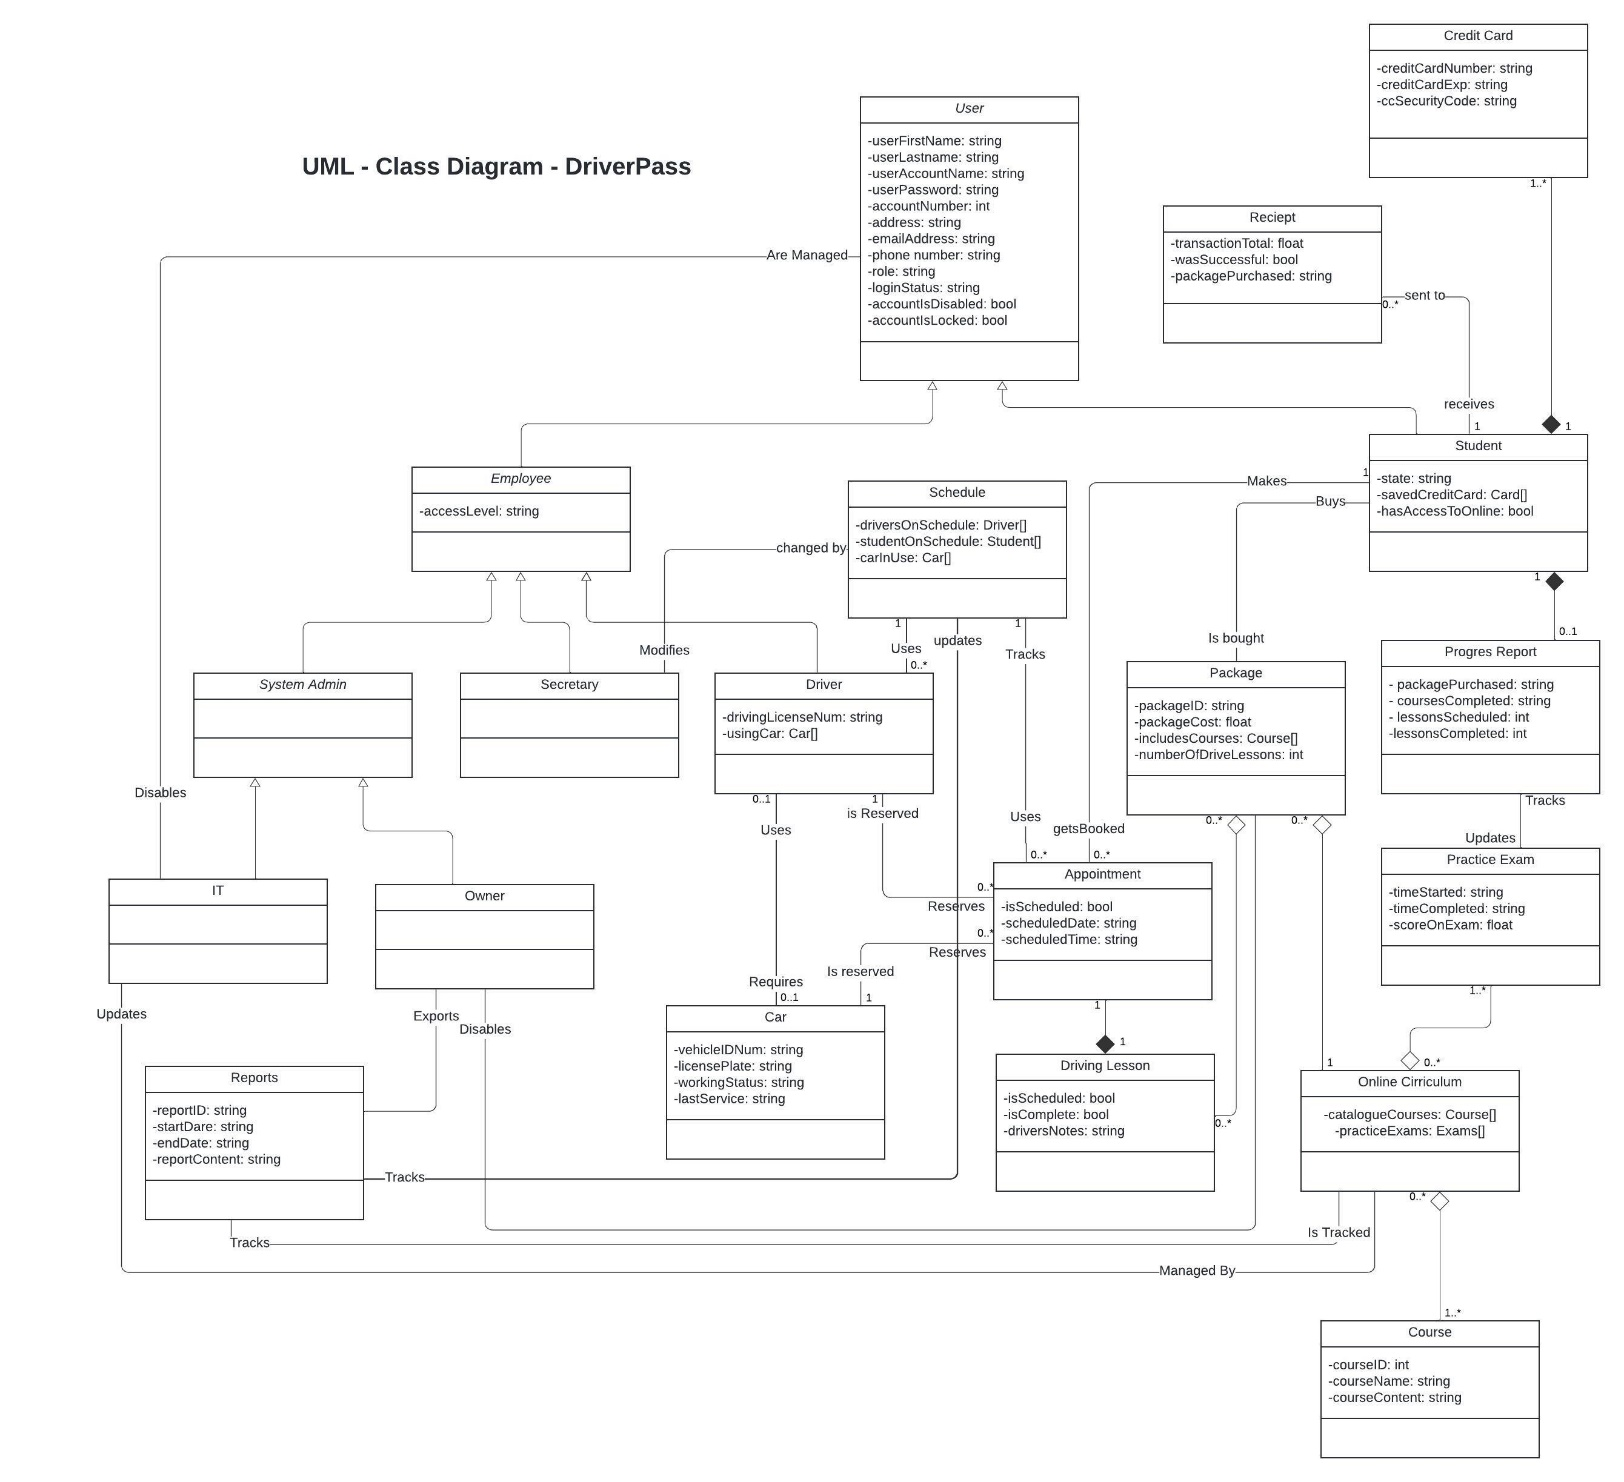 UML - Class Diagram - DriverPass
Credit Card
-creditCardNumber: string
-creditCardExp: string
-ccSecurityCode: string
1..*
User
-userFirstName: string
-userLastname: string
-userAccountName: string
-userPassword: string
-accountNumber: int
-address: string
-emailAddress: string
-phone number: string
-role: string
-loginStatus: string
-accountIsDisabled: bool
-accountIsLocked: bool
Are Managed
Reciept
-transactionTotal: float
-wasSuccessful: bool
-packagePurchased: string
0..*
sent to
receives
1
1
Student
-state: string
-savedCreditCard: Card[]
-hasAccessToOnline: bool
1
Makes
Buys
1
Employee
-accessLevel: string
Schedule
-driversOnSchedule: Driver[]
-studentOnSchedule: Student[]
-carInUse: Car[]
changed by
Modifies
1
Uses
0..*
updates
1
Tracks
Is bought
0..1
System Admin
Secretary
Driver
-drivingLicenseNum: string
-usingCar: Car[]
Package
-packageID: string
-packageCost: float
-includesCourses: Course[]
-numberOfDriveLessons: int
Progres Report
- packagePurchased: string
- coursesCompleted: string
- lessonsScheduled: int
-lessonsCompleted: int
Disables
0..1
Uses
1
is Reserved
Uses
0..*
getsBooked
0..*
0..*
0..*
Tracks
Updates
Practice Exam
-timeStarted: string
-timeCompleted: string
-scoreOnExam: float
1..*
IT
Owner
Appointment
-isScheduled: bool
-scheduledDate: string
-scheduledTime: string
0..*
Reserves
0..*
Reserves
Is reserved
1
Requires
0..1
1
1
Updates
Exports
Disables
Car
-vehicleIDNum: string
-licensePlate: string
-workingStatus: string
-lastService: string
Driving Lesson
-isScheduled: bool
-isComplete: bool
-driversNotes: string
0..*
1
0..*
Online Cirriculum
-catalogueCourses: Course[]
-practiceExams: Exams[]
Reports
-reportID: string
-startDare: string
-endDate: string
-reportContent: string
Tracks
Tracks
Is Tracked
0..*
Managed By
1..*
Course
-courseID: int
-courseName: string
-courseContent: string